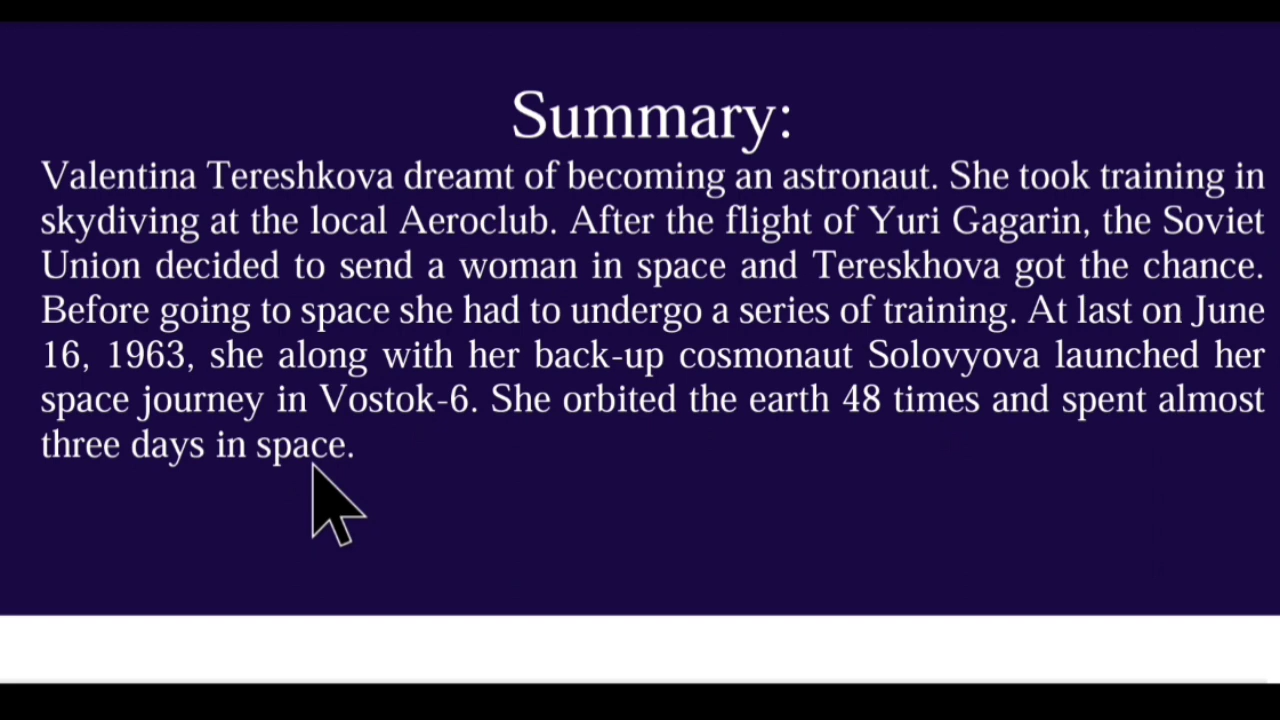 Summary:
Valentina Tereshkova dreamt of becoming an astronaut. She took training in
skydiving at the local Aeroclub. After the flight of Yuri Gagarin, the Soviet
Union decided to send a woman in space and Tereskhova got the chance.
Before going to space she had to undergo a series of training. At last on June
16, 1963, she along with her back-up cosmonaut Solovyova launched her
space journey in Vostok-6. She orbited the earth 48 times and spent almost
three days in space.